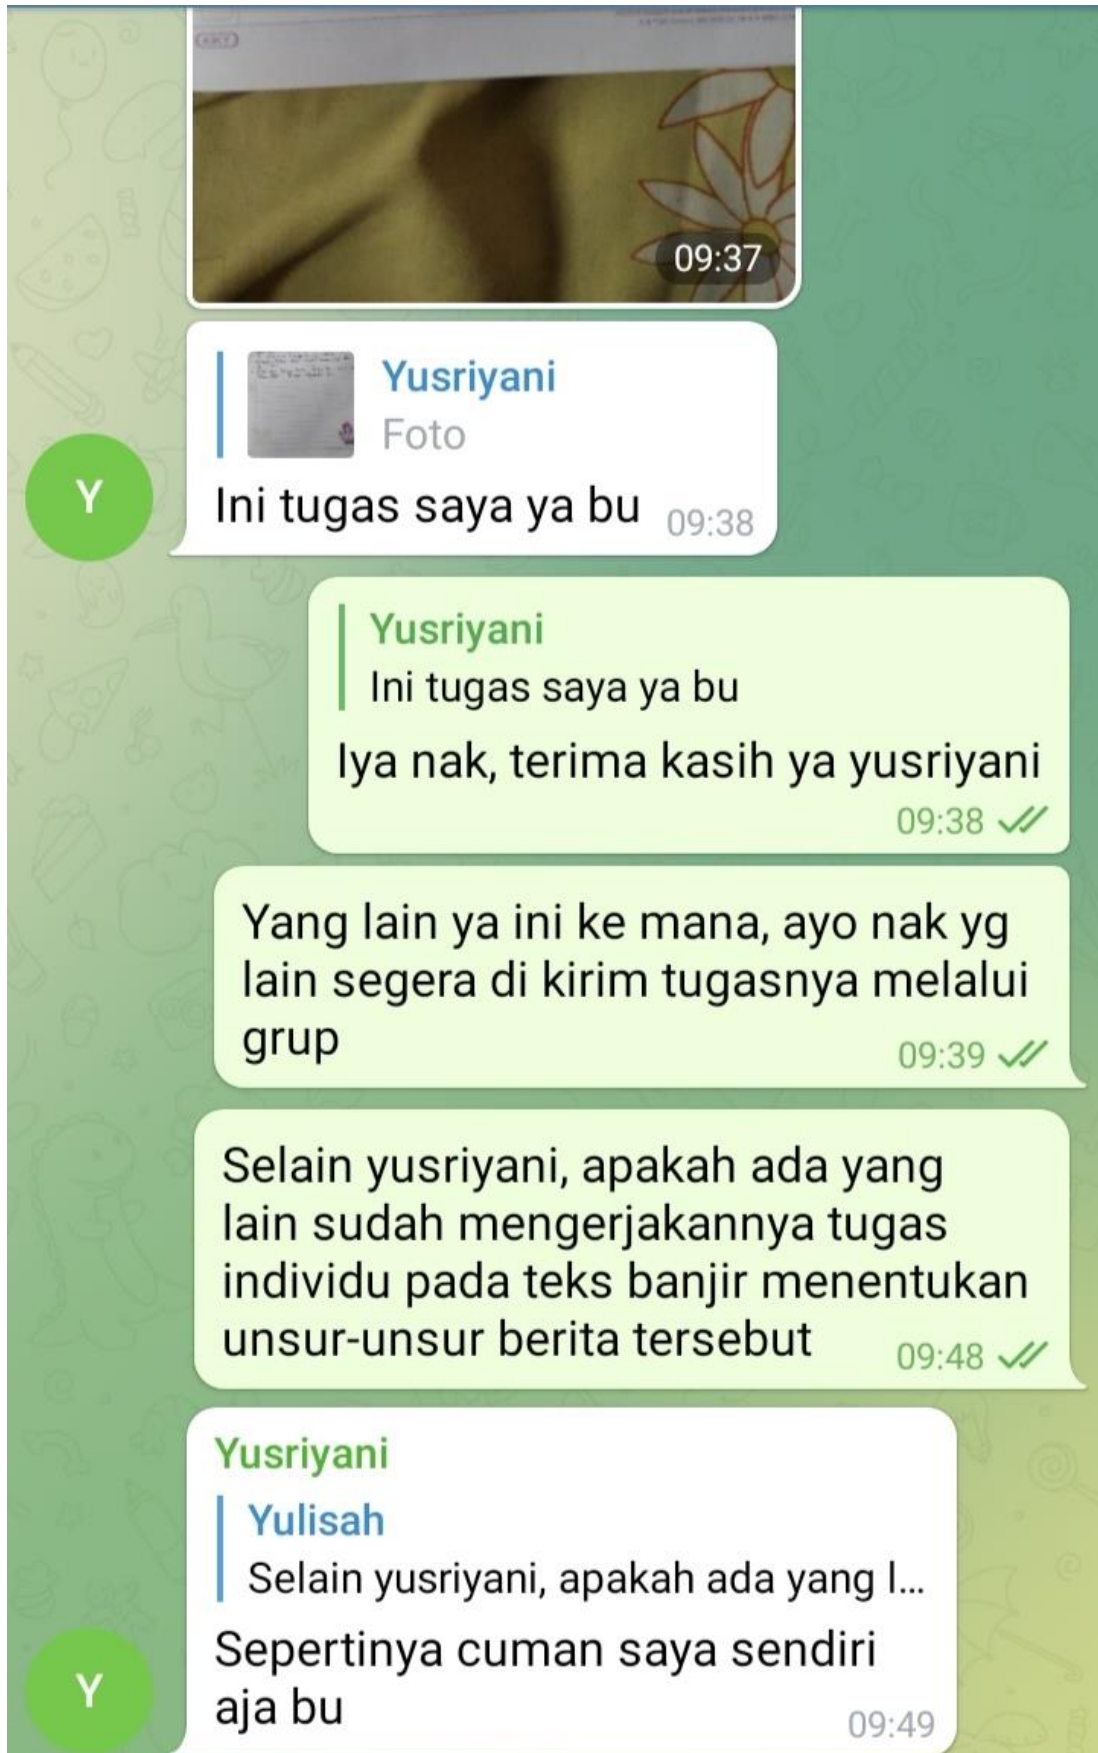 09:37
Yusriyani
Foto
Y
Ini tugas saya ya bu 09:38
Yusriyani
Ini tugas saya ya bu
Iya nak, terima kasih ya yusriyani
09:38
Yang lain ya ini ke mana, ayo nak yg
lain segera di kirim tugasnya melalui
grup 09:39
Selain yusriyani, apakah ada yang
lain sudah mengerjakannya tugas
individu pada teks banjir menentukan
unsur-unsur berita tersebut 09:48
Yusriyani
Yulisah
Selain yusriyani, apakah ada yang l...
Sepertinya cuman saya sendiri
Y
aja bu 09:49